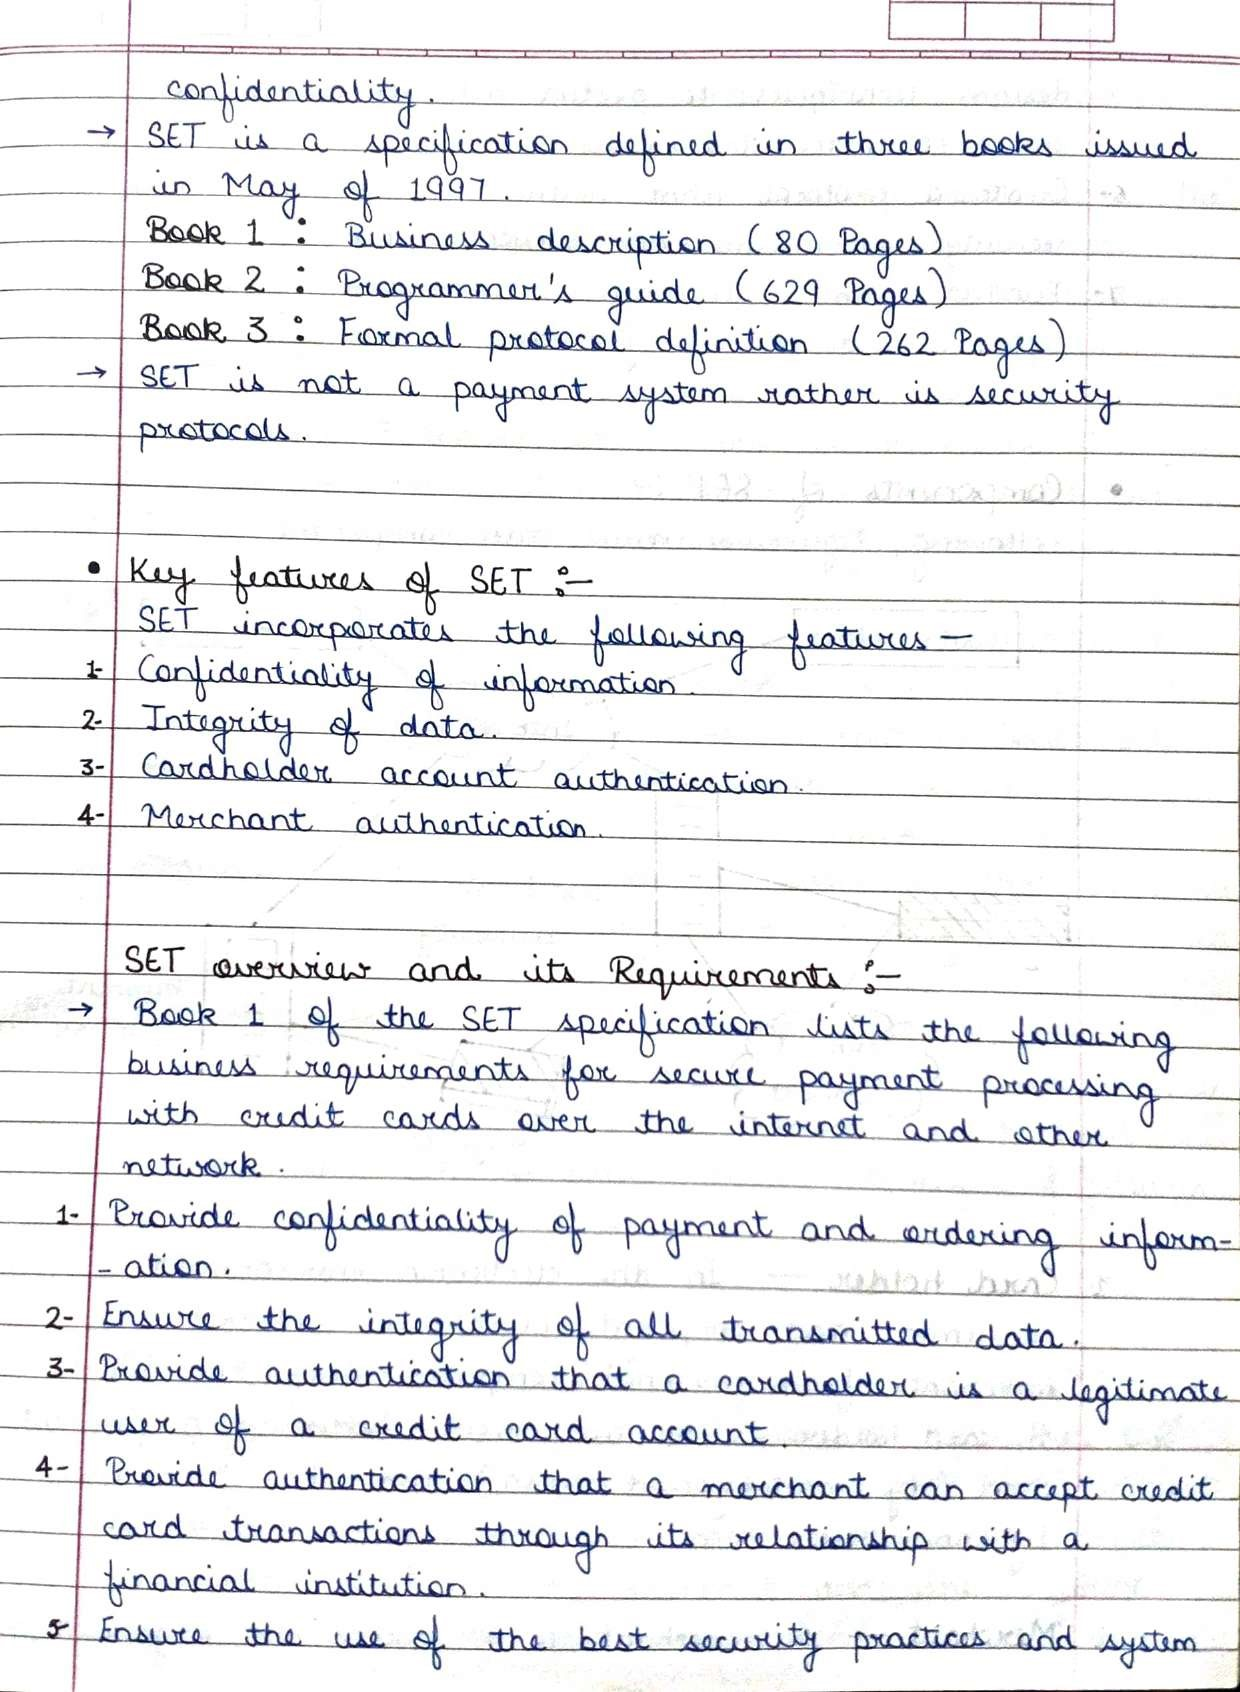 confidentiality.
→ SET is a specification defined in three books issued
in May of 1997.
Book 1 : Business description (80 Pages)
Book 2 : Programmer's guide (629 Pages)
Book 3 : Formal protocol definition (262 Pages)
→ SET is not a payment system rather is security
protocols.
• Key features of SET :-
SET incorporates the following features -
1- Confidentiality of information.
2- Integrity of data.
3- Cardholder account authentication.
4- Merchant authentication.
SET overview and its Requirements :-
→ Book 1 of the SET specification lists the following
business requirements for secure payment processing
with credit cards over the internet and other
network.
1- Provide confidentiality of payment and ordering inform-
- ation.
2- Ensure the integrity of all transmitted data.
3- Provide authentication that a cardholder is a legitimate
user of a credit card account.
4- Provide authentication that a merchant can accept credit
card transactions through its relationship with a
financial institution.
5- Ensure the use of the best security practices and system